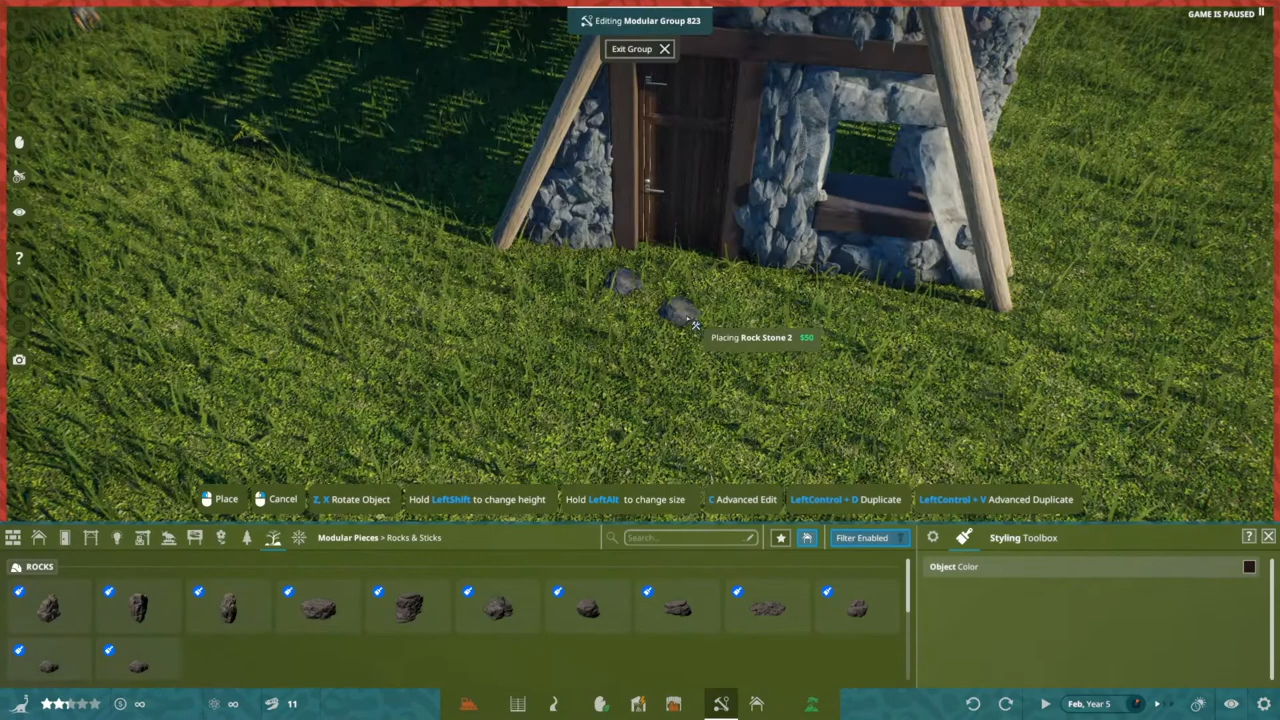 Editing Modular Group 823
GAME IS PAUSED
Exit Group
Placing Rock Stone 2 $50
Place
Cancel
Z, X Rotate Object
Hold LeftShift to change height
Hold LeftAlt to change size
C Advanced Edit
LeftControl + D Duplicate
LeftControl + V Advanced Duplicate
Modular Pieces > Rocks & Sticks
Search...
Filter Enabled
Styling Toolbox
?
ROCKS
Object Color
∞
∞
11
Feb, Year 5